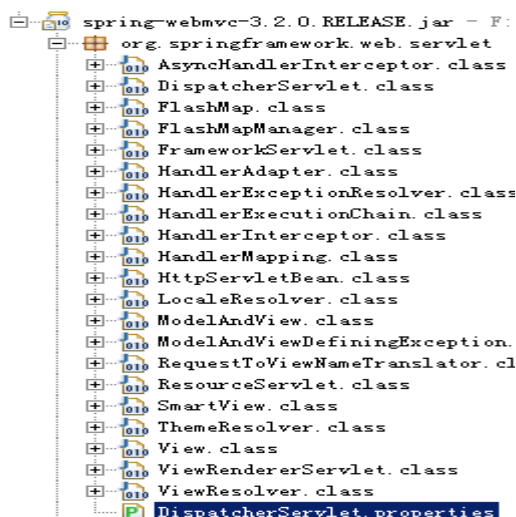 spring-webmvc-3.2.0.RELEASE.jar - F:
org.springframework.web.servlet
AsyncHandlerInterceptor.class
DispatcherServlet.class
FlashMap.class
FlashMapManager.class
FrameworkServlet.class
HandlerAdapter.class
HandlerExceptionResolver.class
HandlerExecutionChain.class
HandlerInterceptor.class
HandlerMapping.class
HttpServletBean.class
LocaleResolver.class
ModelAndView.class
ModelAndViewDefiningException.
RequestToViewNameTranslator.cl
ResourceServlet.class
SmartView.class
ThemeResolver.class
View.class
ViewRendererServlet.class
ViewResolver.class
DispatcherServlet.properties